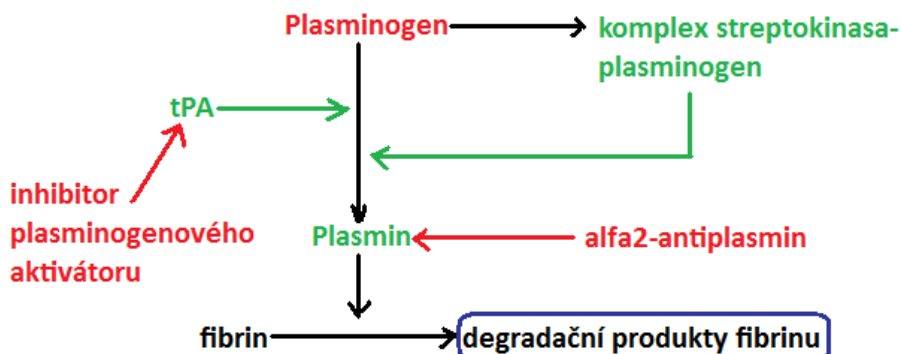 Plasminogen
komplex streptokinasa-
plasminogen
tPA
inhibitor
plasminogenového
aktivátoru
Plasmin
alfa2-antiplasmin
fibrin
degradační produkty fibrinu